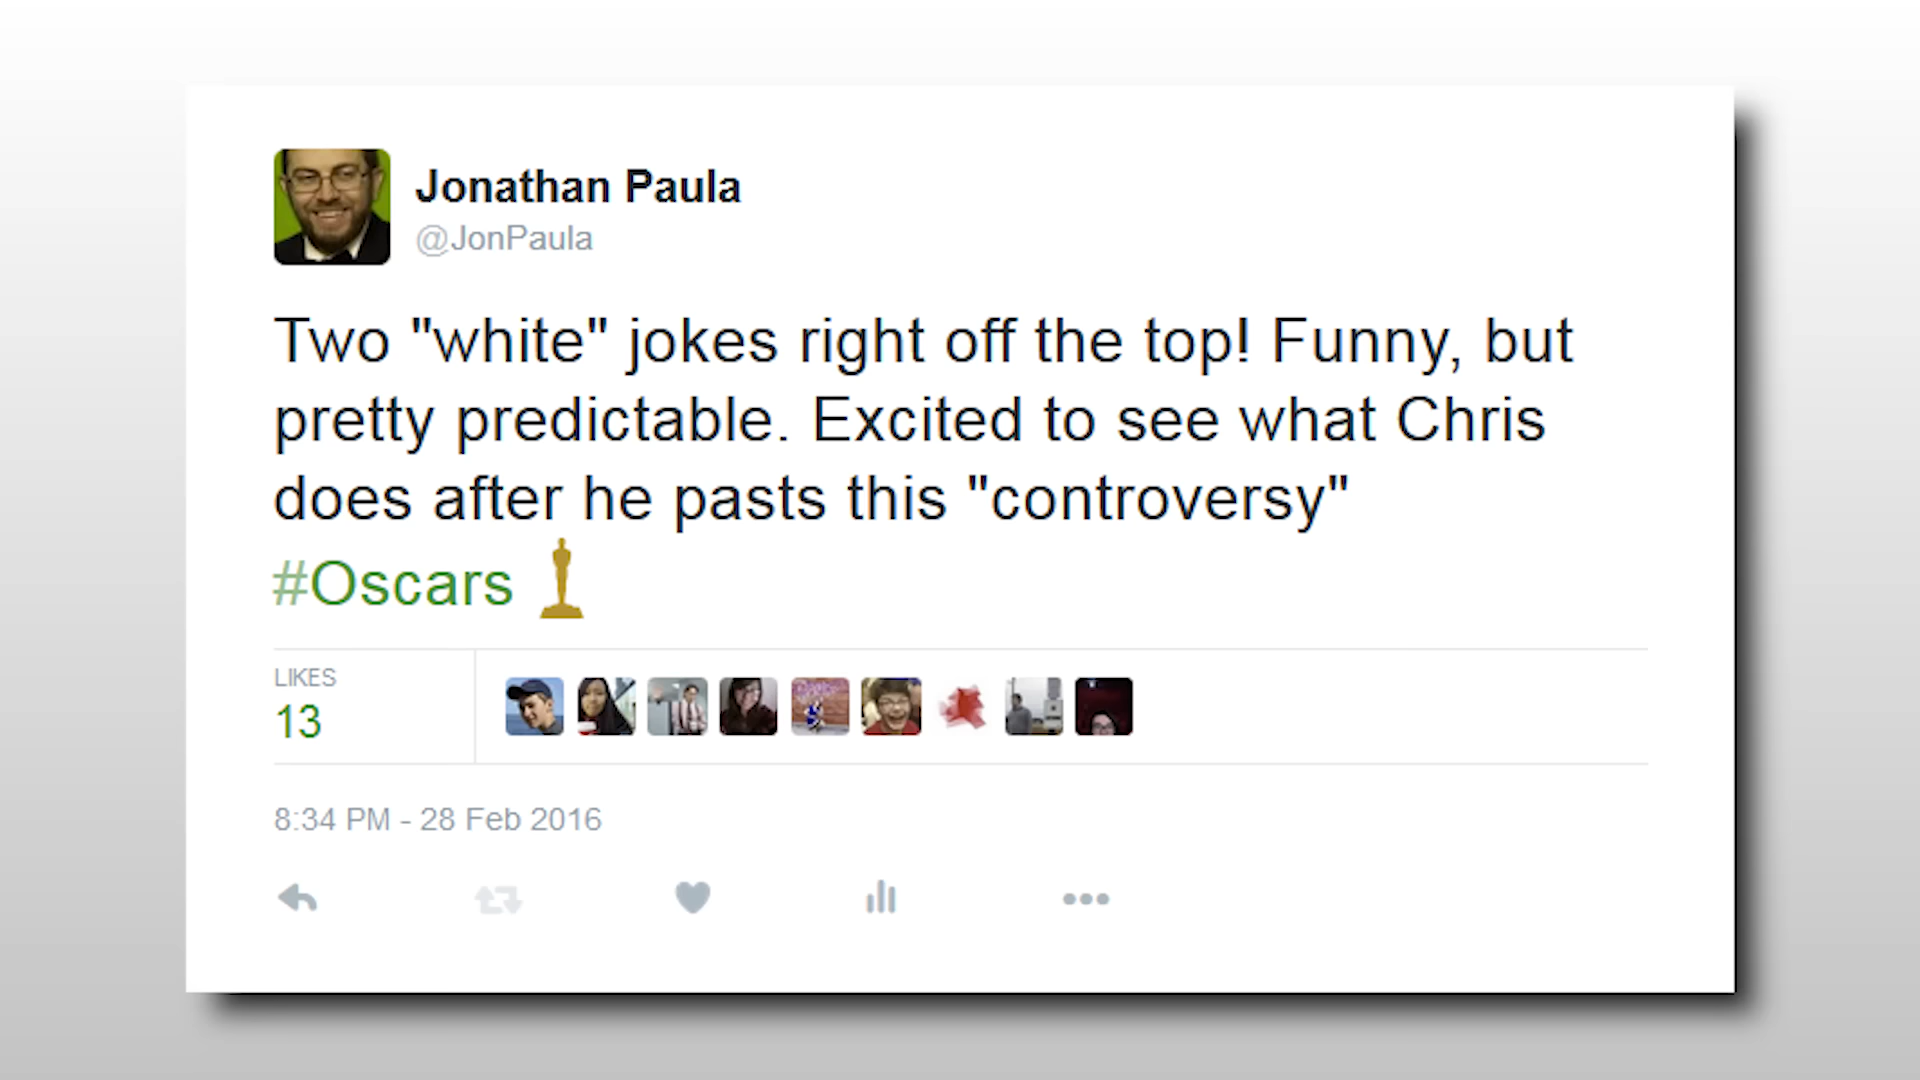 Jonathan Paula
@JonPaula
Two "white" jokes right off the top! Funny, but
pretty predictable. Excited to see what Chris
does after he pasts this "controversy"
#Oscars
LIKES
13
8:34 PM - 28 Feb 2016